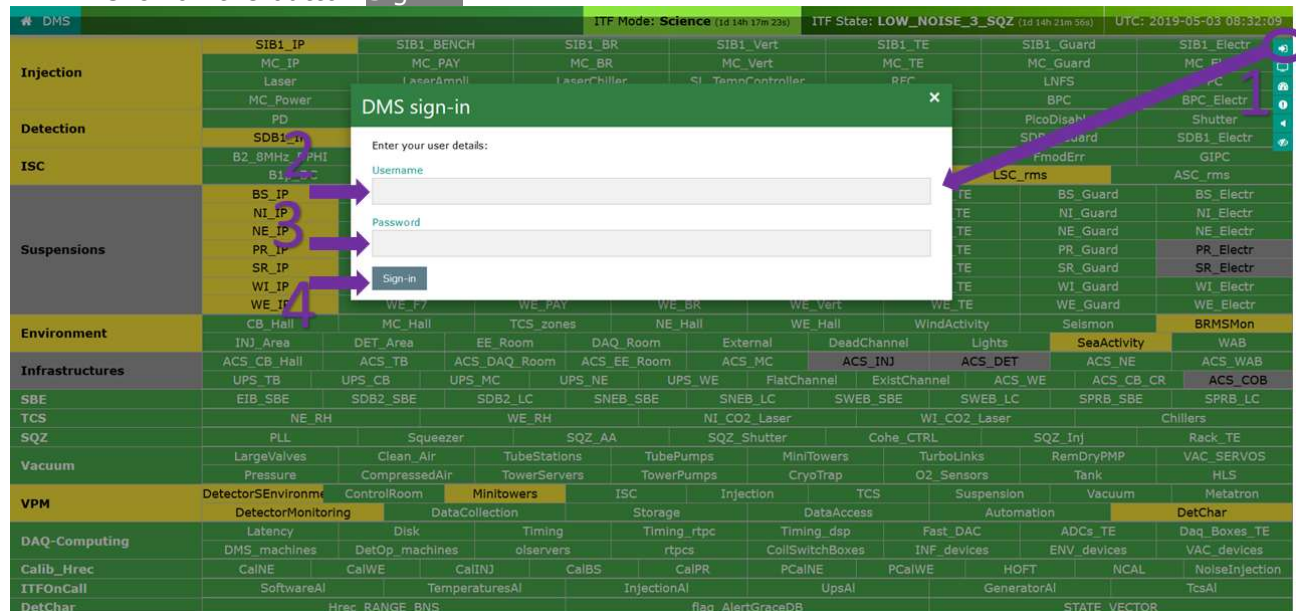 DMS ITF Mode: Science (1d 14h 17m 23s) ITF State: LOW_NOISE_3_SQZ (1d 14h 21m 56s) UTC: 2019-05-03 08:32:09
SIB1_IP SIB1_BENCH SIB1_BR SIB1_Vert SIB1_TE SIB1_Guard SIB1_Electr
Injection
MC_IP MC_PAY MC_BR MC_Vert MC_TE MC_Guard
Laser LaserAmpli LaserChiller SL_TempController RFC LNFS
1
MC_Power BPC BPC_Electr
DMS sign-in ×
Detection
PD Shutter
SDB1_IP SDB1_Electr
Enter your user details:
2
ISC
GIPC
LSC_rms ASC_rms
Username
BS_IP BS_Guard BS_Electr
NI_IP NI_Guard NI_Electr
3
Password
NE_IP NE_Guard NE_Electr
Suspensions
PR_IP PR_Guard PR_Electr
SR_IP SR_Guard SR_Electr
4
Sign-in
WI_IP WI_Guard WI_Electr
WE_IP WE_F7 WE_PAY WE_BR WE_Vert WE_TE WE_Guard WE_Electr
Environment
CB_Hall MC_Hall TCS_zones NE_Hall WE_Hall WindActivity Seismon BRMSMon
INJ_Area DET_Area EE_Room DAQ_Room External DeadChannel Lights SeaActivity WAB
Infrastructures
ACS_CB_Hall ACS_TB ACS_DAQ_Room ACS_EE_Room ACS_MC ACS_INJ ACS_DET ACS_NE ACS_WAB
UPS_TB UPS_CB UPS_MC UPS_NE UPS_WE FlatChannel ExistChannel ACS_WE ACS_CB_CR ACS_COB
SBE EIB_SBE SDB2_SBE SDB2_LC SNEB_SBE SNEB_LC SWEB_SBE SWEB_LC SPRB_SBE SPRB_LC
TCS NE_RH WE_RH NI_CO2_Laser WI_CO2_Laser Chillers
SQZ PLL Squeezer SQZ_AA SQZ_Shutter Cohe_CTRL SQZ_Inj Rack_TE
Vacuum
LargeValves Clean_Air TubeStations TubePumps MiniTowers TurboLinks RemDryPMP VAC_SERVOS
Pressure CompressedAir TowerServers TowerPumps CryoTrap O2_Sensors Tank HLS
VPM
DetectorSEnvironme ControlRoom Minitowers ISC Injection TCS Suspension Vacuum Metatron
DetectorMonitoring DataCollection Storage DataAccess Automation DetChar
DAQ-Computing
Latency Disk Timing Timing_rtpc Timing_dsp Fast_DAC ADCs_TE Daq_Boxes_TE
DMS_machines DetOp_machines olservers rtpcs CoilSwitchBoxes INF_devices ENV_devices VAC_devices
Calib_Hrec CalNE CalWE CalINJ CalBS CalPR PCalNE PCalWE HOFT NCAL NoiseInjection
ITFOnCall SoftwareAl TemperaturesAl InjectionAl UpsAl GeneratorAl TcsAl
DetChar Hrec_RANGE_BNS flag_AlertGraceDB STATE_VECTOR